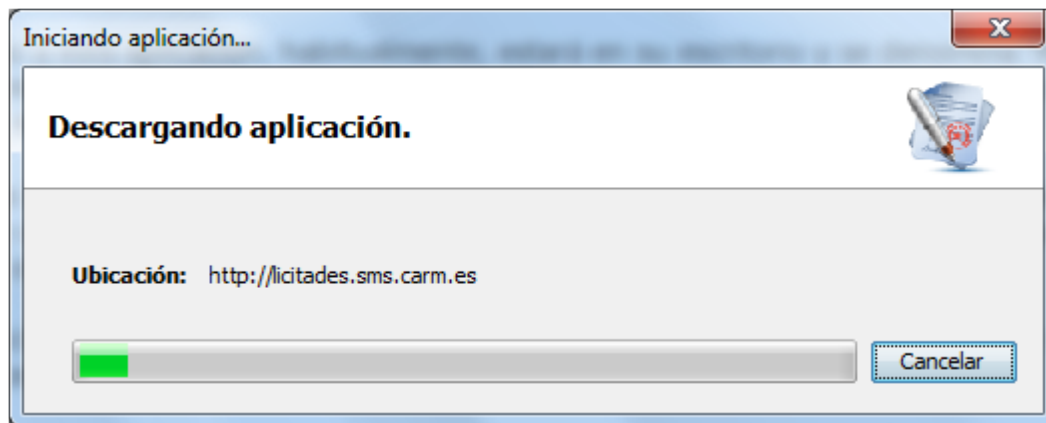 Iniciando aplicación...
Descargando aplicación.
Ubicación: http://licitades.sms.carm.es
Cancelar